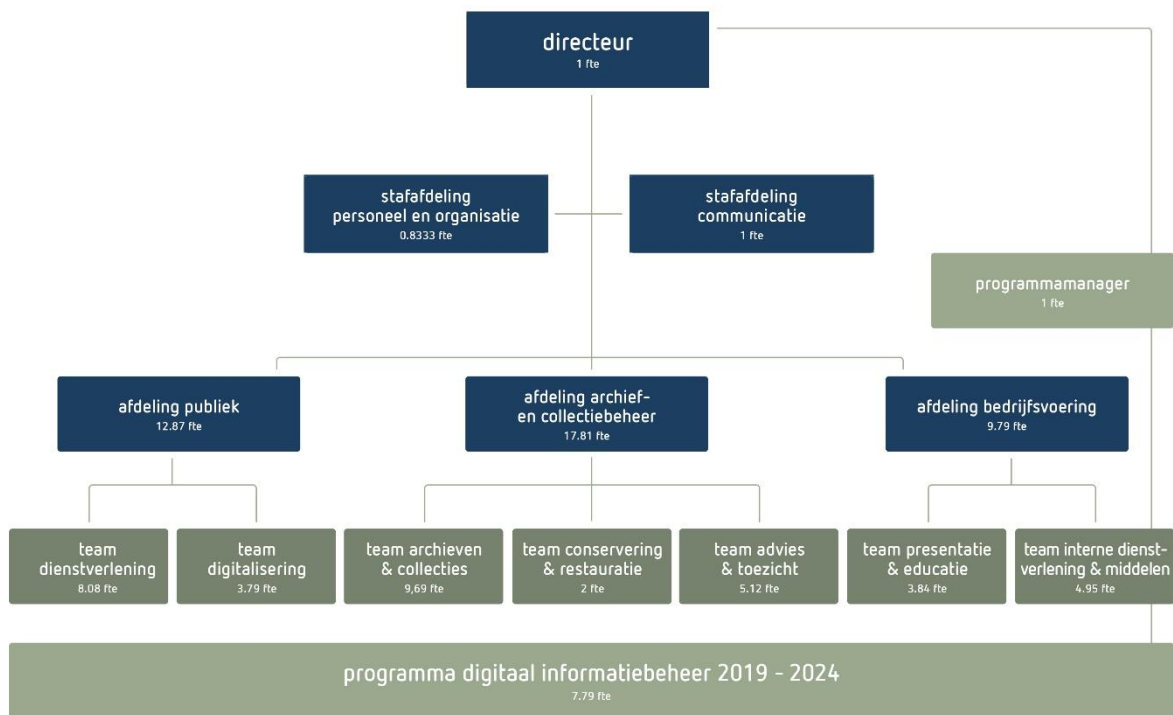 directeur
1 fte
stafafdeling
personeel en organisatie
0.8333 fte
stafafdeling
communicatie
1 fte
programmamanager
1 fte
afdeling publiek
12.87 fte
afdeling archief-
en collectiebeheer
17.81 fte
afdeling bedrijfsvoering
9.79 fte
team
dienstverlening
8.08 fte
team
digitalisering
3.79 fte
team archieven
& collecties
9,69 fte
team conservering
& restauratie
2 fte
team advies
& toezicht
5.12 fte
team presentatie
& educatie
3.84 fte
team interne dienst-
verlening & middelen
4.95 fte
programma digitaal informatiebeheer 2019 - 2024
7.79 fte